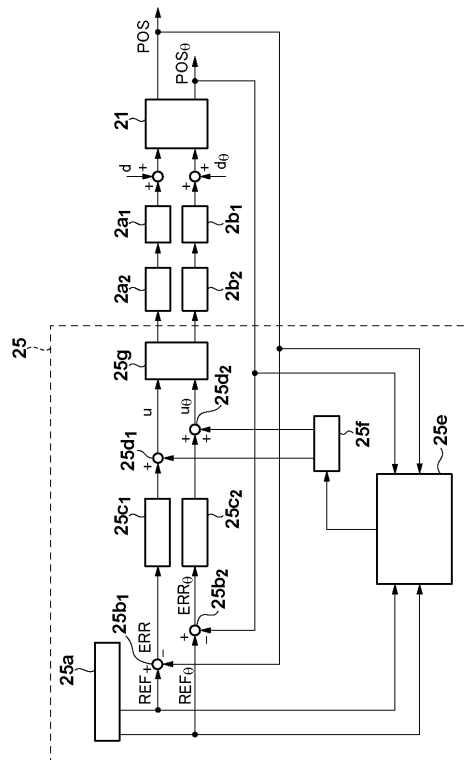 POS
POSθ
21
d
+
+
+
+
dθ
2a1
2b1
2a2
2b2
25
25g
u
uθ
25d2
25d1
+
+
+
25f
25e
25c1
25c2
ERR
ERRθ
25b1
25b2
+
−
+
−
REF
REFθ
25a